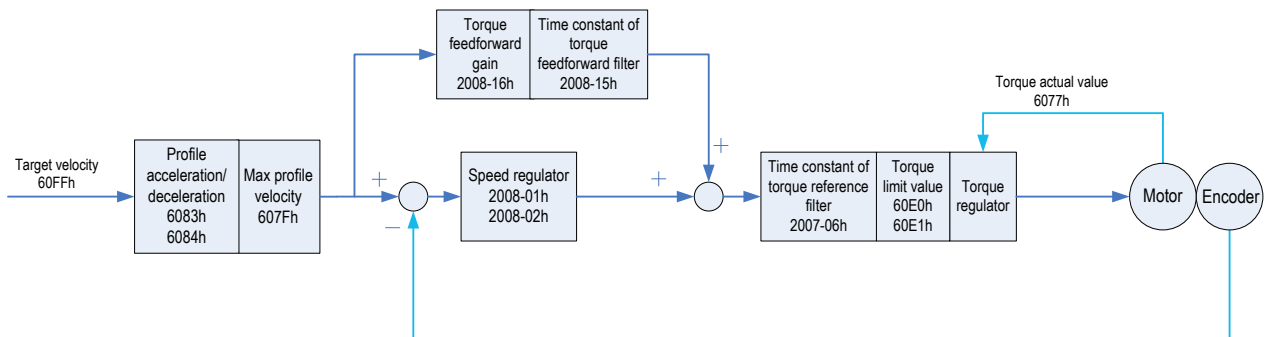 Torque
feedforward
gain
2008-16h
Time constant of
torque
feedforward filter
2008-15h
Torque actual value
6077h
Target velocity
60FFh
Profile
acceleration/
deceleration
6083h
6084h
Max profile
velocity
607Fh
+
−
Speed regulator
2008-01h
2008-02h
+
+
Time constant of
torque reference
filter
2007-06h
Torque
limit value
60E0h
60E1h
Torque
regulator
Motor
Encoder